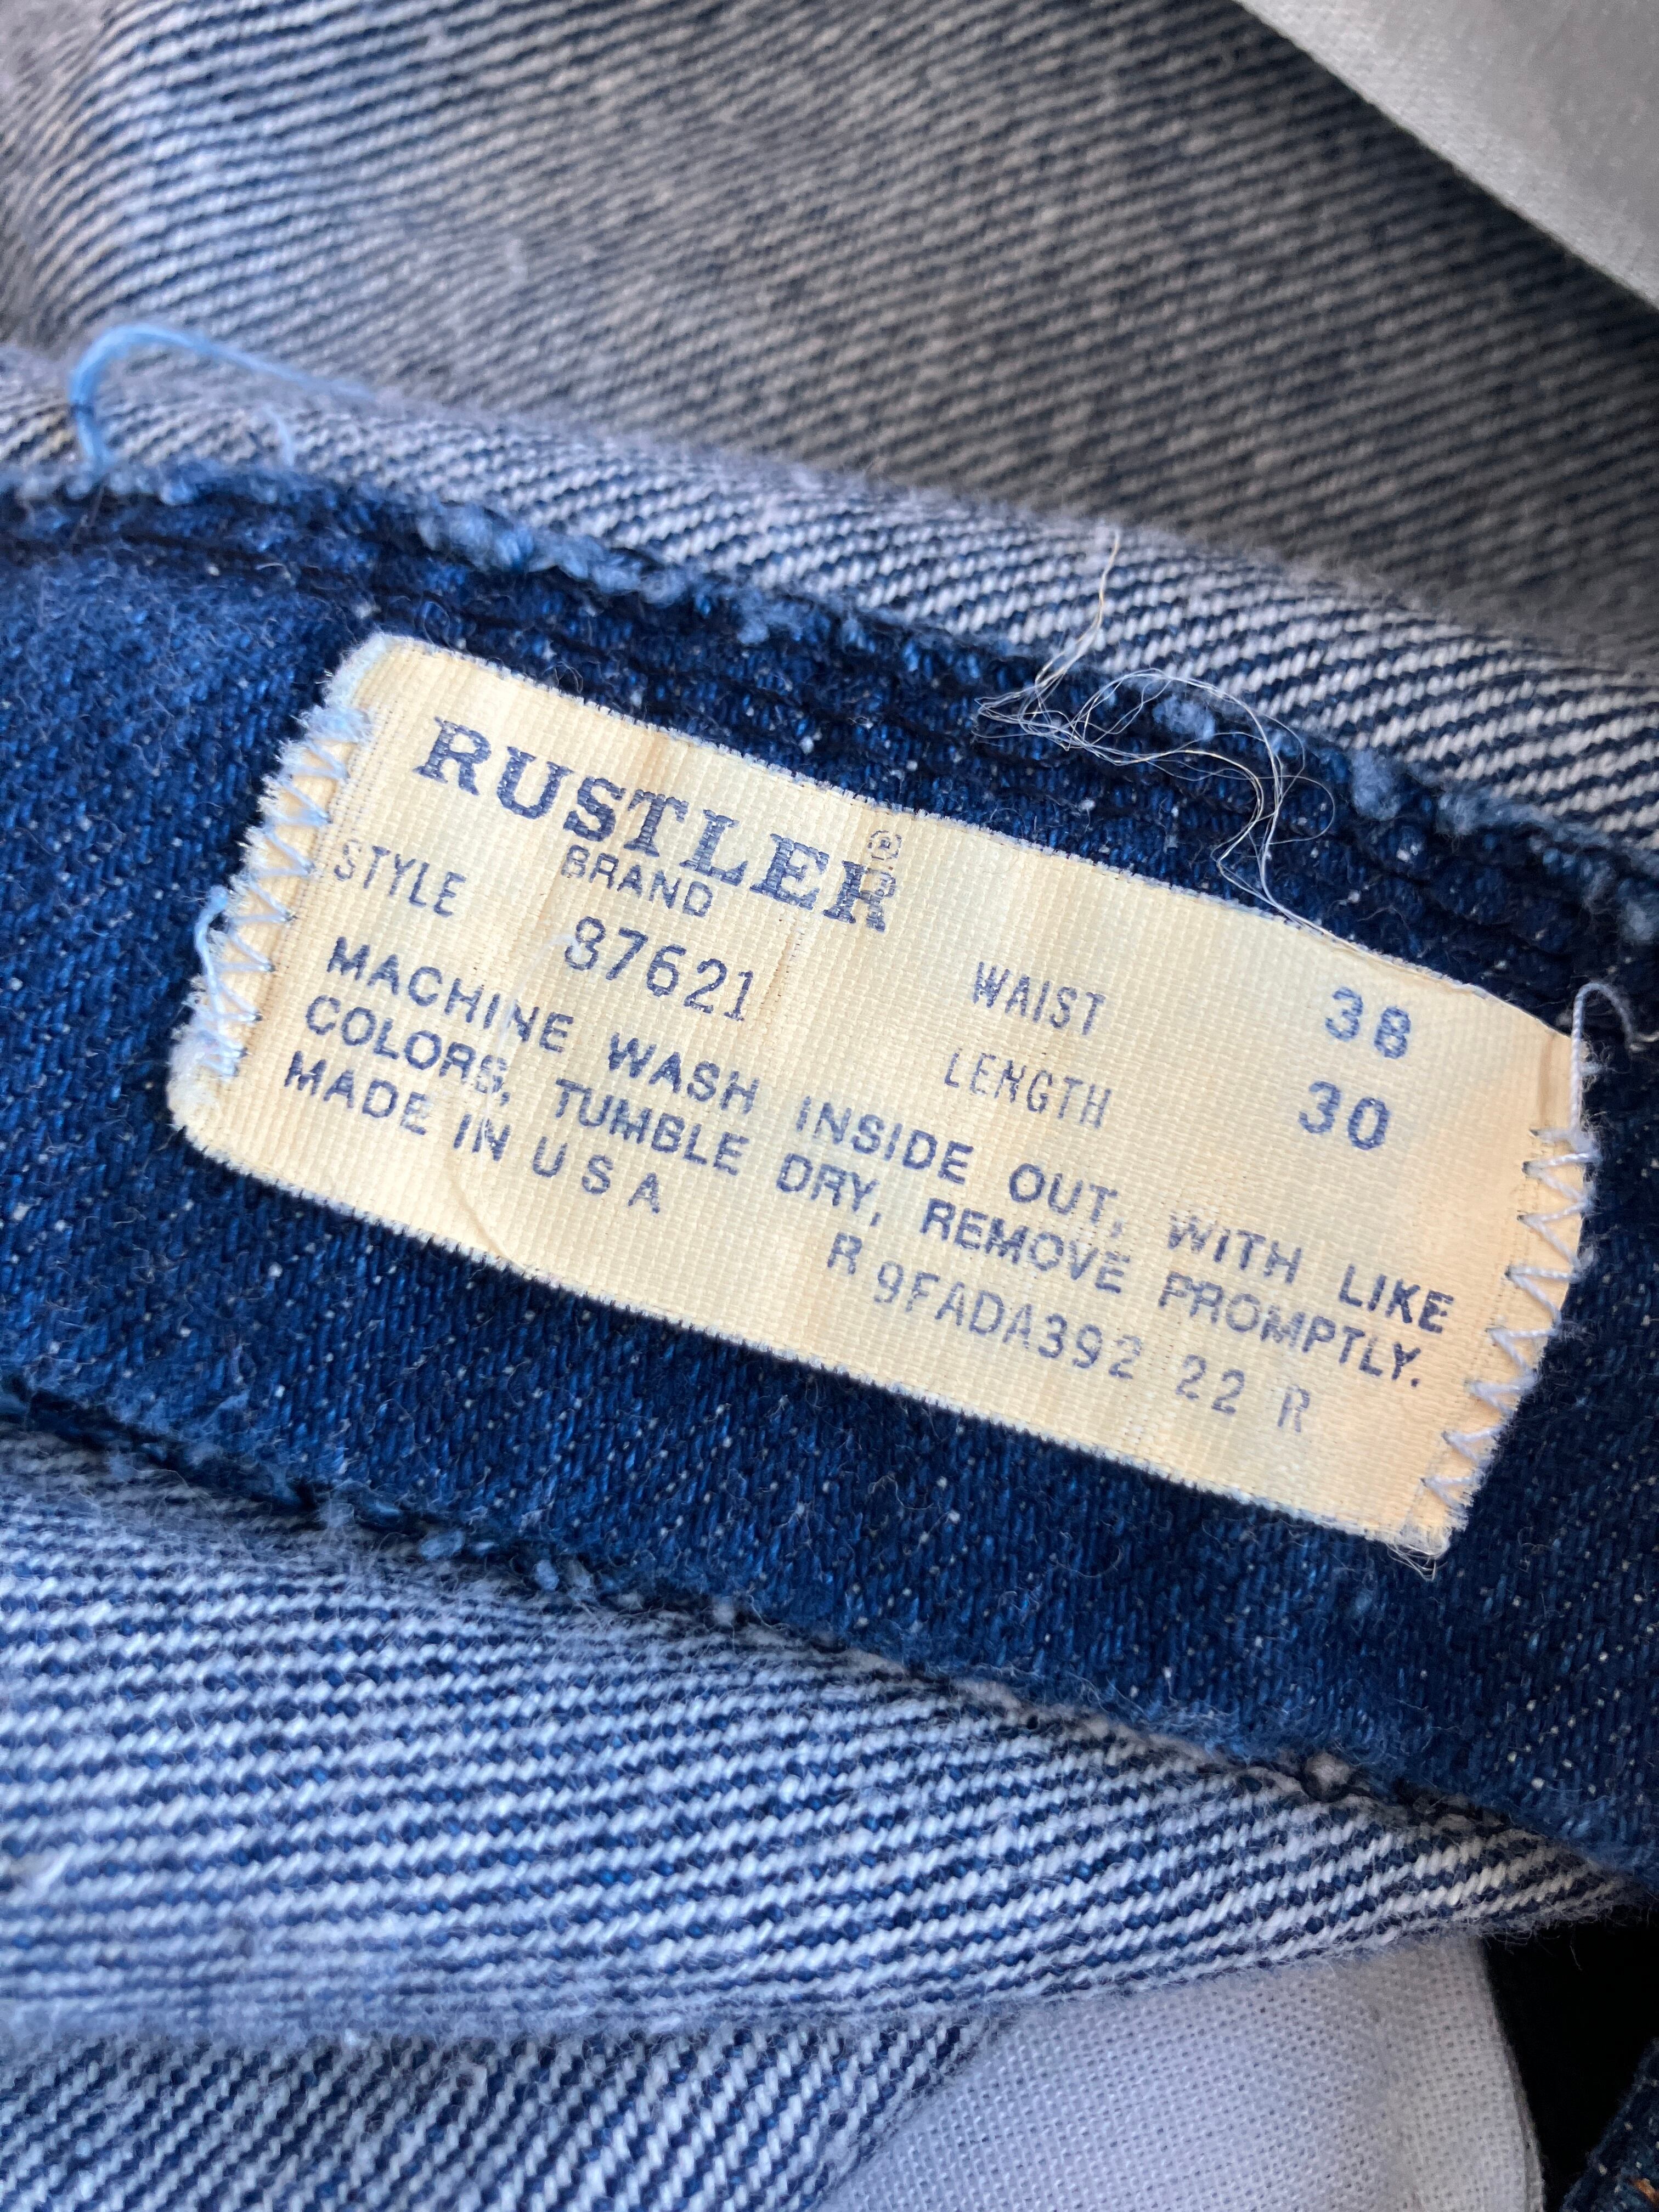 RUSTLER®
BRAND
STYLE 87621
WAIST 38
LENGTH 30
MACHINE WASH INSIDE OUT, WITH LIKE
COLORS, TUMBLE DRY, REMOVE PROMPTLY.
MADE IN U S A R 9FADA392 22 R